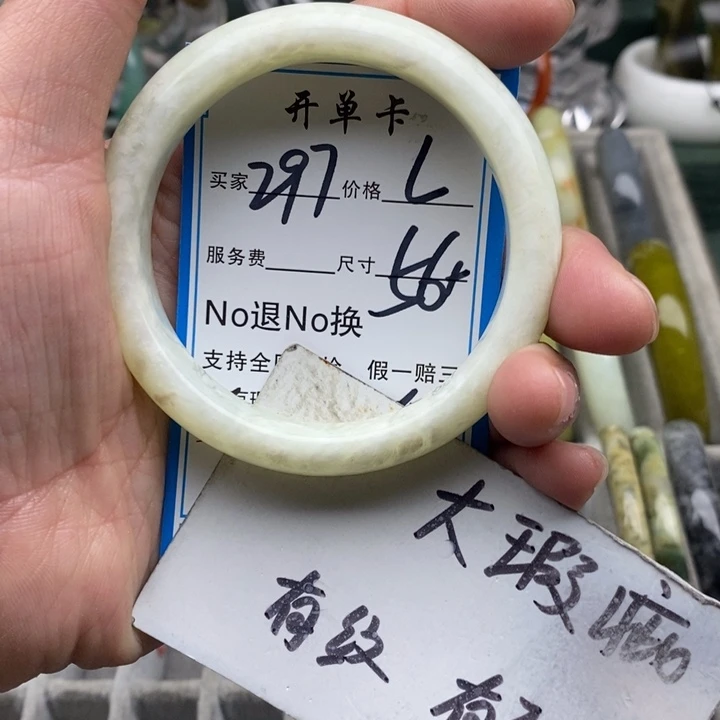 开单卡
买家 297 价格 L
服务费 尺寸 56
No退No换
支持全 假一赔三
大瑕疵
有纹
有